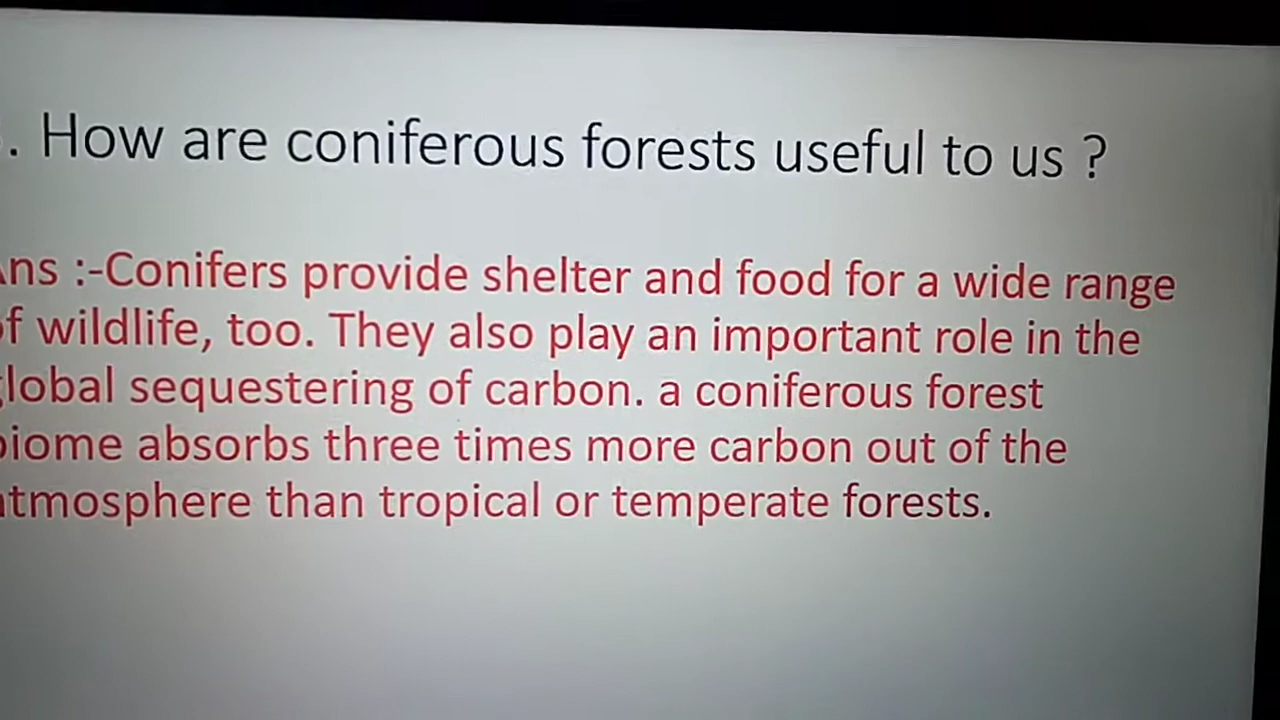 . How are coniferous forests useful to us ?
ns :-Conifers provide shelter and food for a wide range
of wildlife, too. They also play an important role in the
lobal sequestering of carbon. a coniferous forest
biome absorbs three times more carbon out of the
tmosphere than tropical or temperate forests.